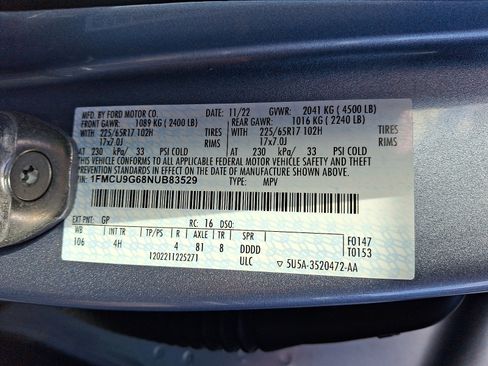 MFD. BY FORD MOTOR CO.
DATE: 11/22 GVWR: 2041 KG ( 4500 LB)
FRONT GAWR: 1089 KG ( 2400 LB) REAR GAWR: 1016 KG ( 2240 LB)
WITH 225/65R17 102H TIRES WITH 225/65R17 102H TIRES
17x7.0J RIMS 17x7.0J RIMS
AT 230 kPa/ 33 PSI COLD AT 230 kPa/ 33 PSI COLD
THIS VEHICLE CONFORMS TO ALL APPLICABLE FEDERAL MOTOR VEHICLE SAFETY AND THEFT
PREVENTION STANDARDS IN EFFECT ON THE DATE OF MANUFACTURE SHOWN ABOVE.
VIN: 1FMCU9G68NUB83529 TYPE: MPV
EXT PNT: GP RC: 16 DSO:
WB INT TR TP/PS R AXLE TR SPR F0147
106 4H 4 81 8 DDDD T0153
1202211225271 ULC ▽ 5U5A-3520472-AA